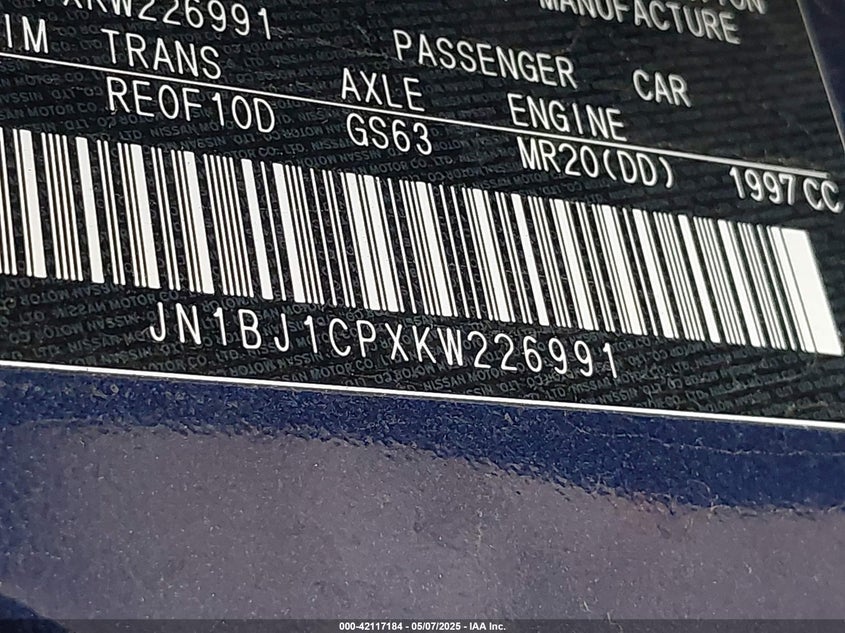 XKW226991
MANUFACTURE
IM TRANS PASSENGER CAR
RE0F10D AXLE ENGINE
GS63 MR20(DD) 1997 CC
JN1BJ1CPXKW226991
000-42117184 - 05/07/2025 - IAA Inc.